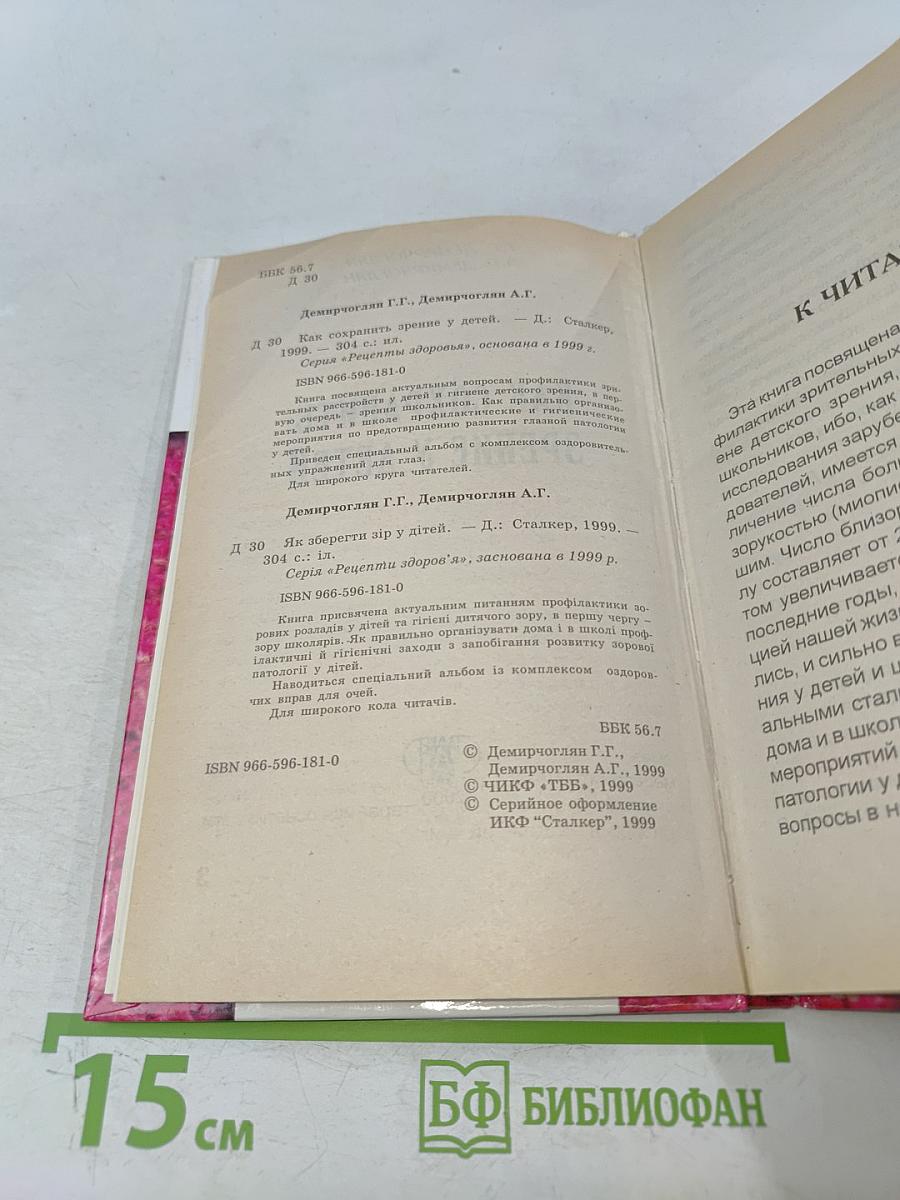 ББК 56.7
Д 30
Демирчоглян Г.Г., Демирчоглян А.Г.
Д 30 Как сохранить зрение у детей. — Д.: Сталкер,
1999. — 304 с.: ил.
Серия «Рецепты здоровья», основана в 1999 г.
ISBN 966-596-181-0
Книга посвящена актуальным вопросам профилактики зри-
тельных расстройств у детей и гигиене детского зрения, в пер-
вую очередь – зрения школьников. Как правильно организо-
вать дома и в школе профилактические и гигиенические
мероприятия по предотвращению развития глазной патологии
у детей.
Приведен специальный альбом с комплексом оздоровитель-
ных упражнений для глаз.
Для широкого круга читателей.
Демирчоглян Г.Г., Демирчоглян А.Г.
Д 30 Як зберегти зір у дітей. — Д.: Сталкер, 1999. —
304 с.: іл.
Серія «Рецепти здоров'я», заснована в 1999 р.
ISBN 966-596-181-0
Книга присвячена актуальним питанням профілактики зо-
рових розладів у дітей та гігієні дитячого зору, в першу чергу –
зору школярів. Як правильно організувати дома і в школі проф-
ілактичні й гігієнічні заходи з запобігання розвитку зорової
патології у дітей.
Наводиться спеціальний альбом із комплексом оздоров-
чих вправ для очей.
Для широкого кола читачів.
ББК 56.7
ISBN 966-596-181-0
© Демирчоглян Г.Г.,
Демирчоглян А.Г., 1999
© ЧИКФ «ТББ», 1999
© Серийное оформление
ИКФ "Сталкер", 1999
К ЧИТА
Эта книга посвящена
филактики зрительных
ене детского зрения,
школьников, ибо, как
исследования зарубе
дователей, имеется
личение числа бол
зорукостью (миопи
шим. Число близор
лу составляет от 2
том увеличиваетс
последние годы,
цией нашей жиз
лись, и сильно в
ния у детей и ш
альными стал
дома и в школ
мероприятий
патологии у д
вопросы в н
15 см
БФ БИБЛИОФАН